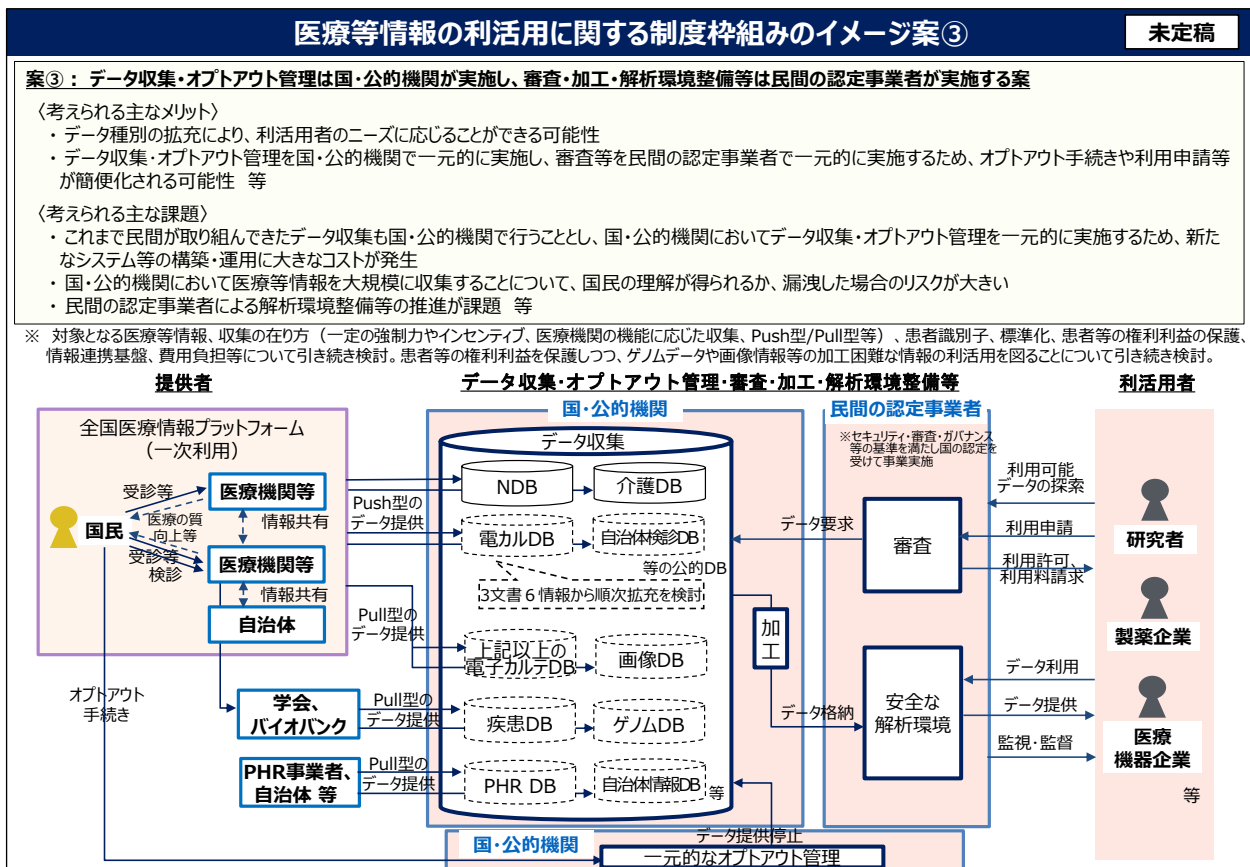 医療等情報の利活用に関する制度枠組みのイメージ案③
未定稿
案③ : データ収集・オプトアウト管理は国・公的機関が実施し、審査・加工・解析環境整備等は民間の認定事業者が実施する案
〈考えられる主なメリット〉
・ データ種別の拡充により、利活用者のニーズに応じることができる可能性
・ データ収集・オプトアウト管理を国・公的機関で一元的に実施し、審査等を民間の認定事業者で一元的に実施するため、オプトアウト手続きや利用申請等
が簡便化される可能性 等
〈考えられる主な課題〉
・ これまで民間が取り組んできたデータ収集も国・公的機関で行うこととし、国・公的機関においてデータ収集・オプトアウト管理を一元的に実施するため、新た
なシステム等の構築・運用に大きなコストが発生
・ 国・公的機関において医療等情報を大規模に収集することについて、国民の理解が得られるか、漏洩した場合のリスクが大きい
・ 民間の認定事業者による解析環境整備等の推進が課題 等
※ 対象となる医療等情報、収集の在り方（一定の強制力やインセンティブ、医療機関の機能に応じた収集、Push型/Pull型等）、患者識別子、標準化、患者等の権利利益の保護、
情報連携基盤、費用負担等について引き続き検討。患者等の権利利益を保護しつつ、ゲノムデータや画像情報等の加工困難な情報の利活用を図ることについて引き続き検討。
提供者
データ収集・オプトアウト管理・審査・加工・解析環境整備等
利活用者
全国医療情報プラットフォーム
（一次利用）
受診等
医療機関等
国民
医療の質
向上等
情報共有
受診等
検診
医療機関等
情報共有
自治体
オプトアウト
手続き
学会、
バイオバンク
PHR事業者、
自治体 等
Push型の
データ提供
Pull型の
データ提供
Pull型の
データ提供
Pull型の
データ提供
国・公的機関
データ収集
NDB
介護DB
電カルDB
自治体検診DB
等の公的DB
3文書６情報から順次拡充を検討
上記以上の
電子カルテDB
画像DB
疾患DB
ゲノムDB
PHR DB
自治体情報DB
等
加
工
データ要求
データ格納
民間の認定事業者
※セキュリティ・審査・ガバナンス
等の基準を満たし国の認定を
受けて事業実施
審査
安全な
解析環境
利用可能
データの探索
利用申請
利用許可、
利用料請求
データ利用
データ提供
監視・監督
研究者
製薬企業
医療
機器企業
等
国・公的機関
データ提供停止
一元的なオプトアウト管理